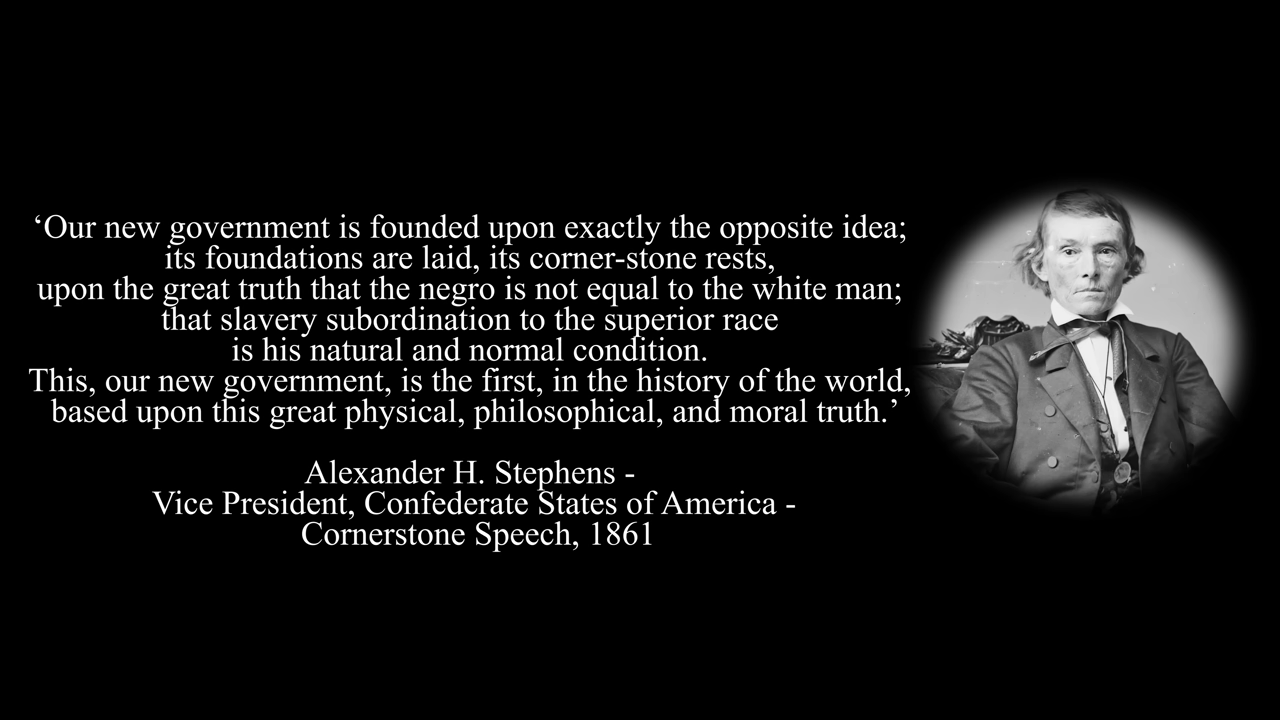 ‘Our new government is founded upon exactly the opposite idea;
its foundations are laid, its corner-stone rests,
upon the great truth that the negro is not equal to the white man;
that slavery subordination to the superior race
is his natural and normal condition.
This, our new government, is the first, in the history of the world,
based upon this great physical, philosophical, and moral truth.’
Alexander H. Stephens -
Vice President, Confederate States of America -
Cornerstone Speech, 1861